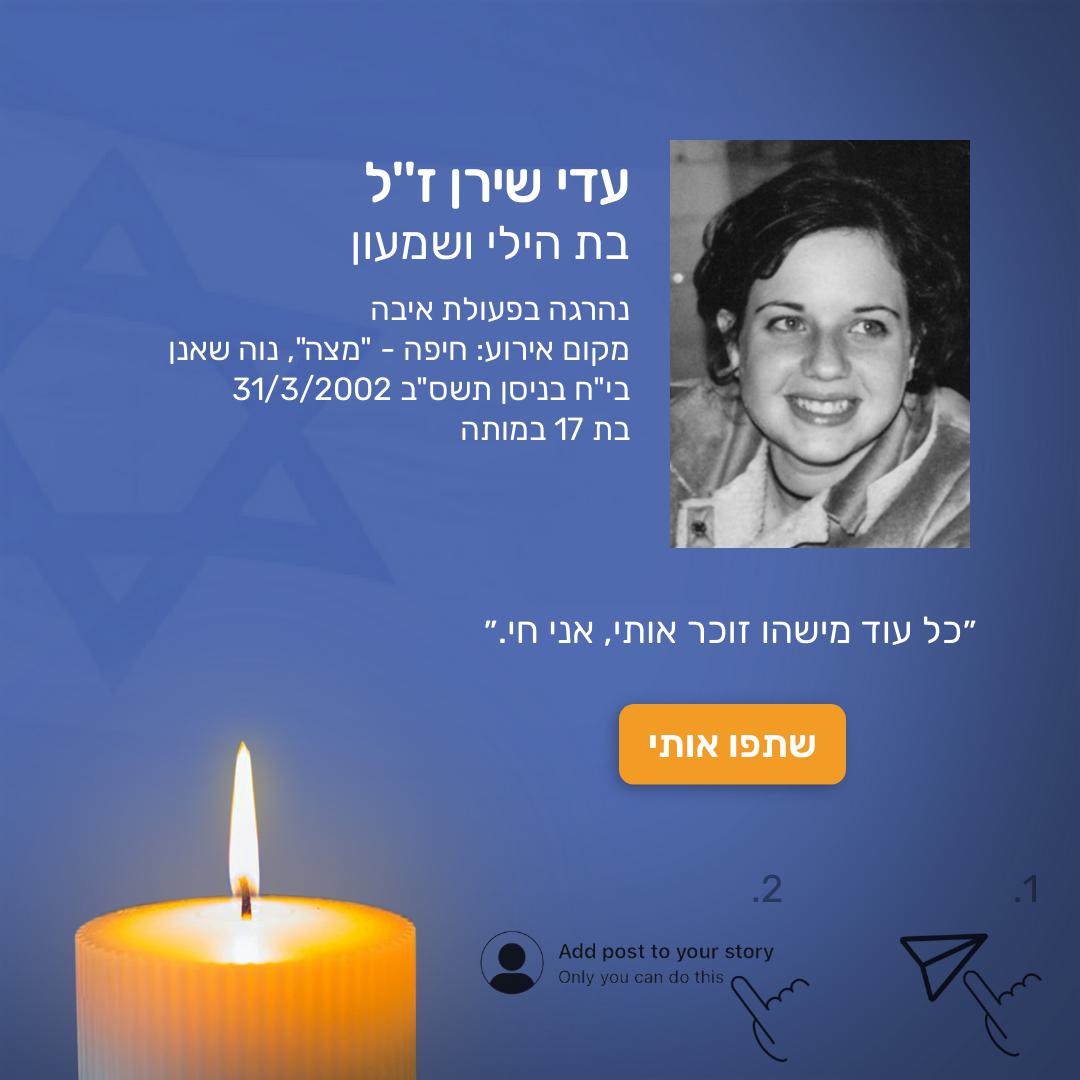 עדי שירן ז"ל
בת הילי ושמעון
נהרגה בפעולת איבה
מקום אירוע: חיפה - "מצה", נוה שאנן
בי"ח בניסן תשס"ב 31/3/2002
בת 17 במותה
״כל עוד מישהו זוכר אותי, אני חי.״
שתפו אותי
1.
2.
Add post to your story
Only you can do this